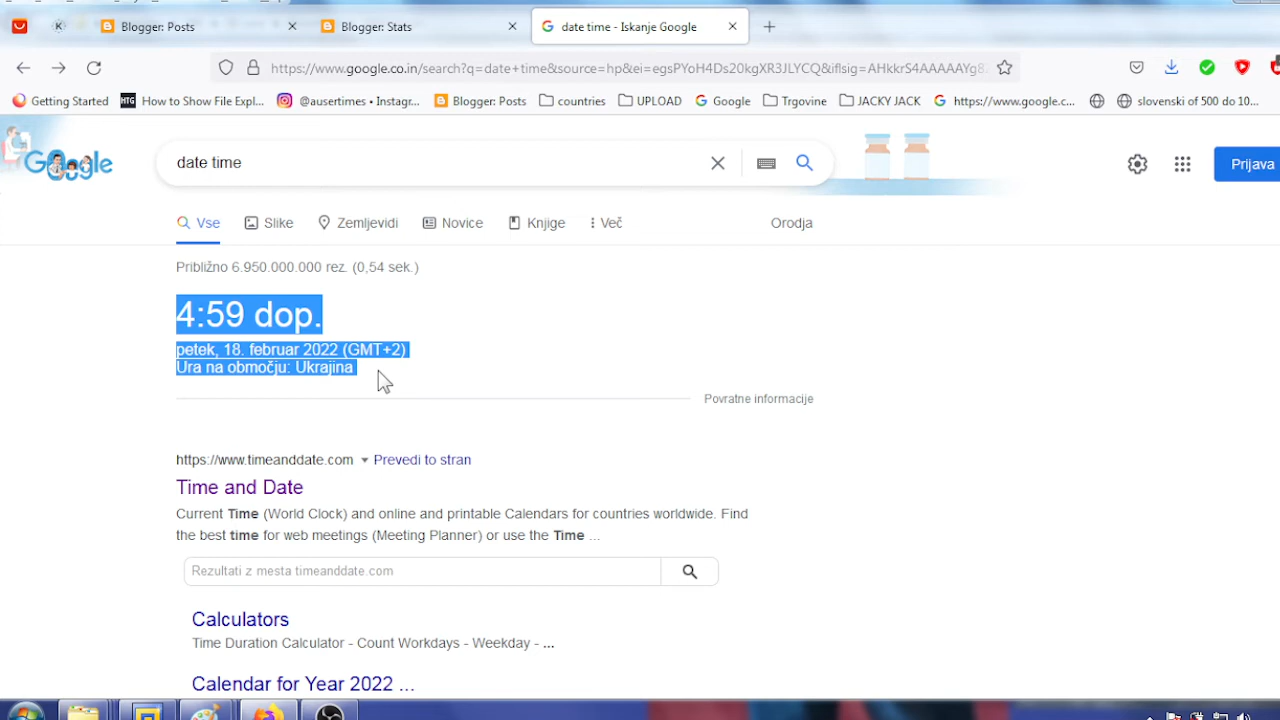 Blogger: Posts
Blogger: Stats
date time - Iskanje Google
https://www.google.co.in/search?q=date+time&source=hp&ei=egsPYoH4Ds20kgXR3JLYCQ&iflsig=AHkkrS4AAAAAYg8
Getting Started
HTG How to Show File Expl...
@ausertimes • Instagr...
Blogger: Posts
countries
UPLOAD
Google
Trgovine
JACKY JACK
https://www.google.c...
slovenski of 500 do 10...
Google
date time
Prijava
Vse
Slike
Zemljevidi
Novice
Knjige
Več
Orodja
Približno 6.950.000.000 rez. (0,54 sek.)
4:59 dop.
petek, 18. februar 2022 (GMT+2)
Ura na območju: Ukrajina
Povratne informacije
https://www.timeanddate.com
Prevedi to stran
Time and Date
Current Time (World Clock) and online and printable Calendars for countries worldwide. Find
the best time for web meetings (Meeting Planner) or use the Time ...
Rezultati z mesta timeanddate.com
Calculators
Time Duration Calculator - Count Workdays - Weekday - ...
Calendar for Year 2022 ...